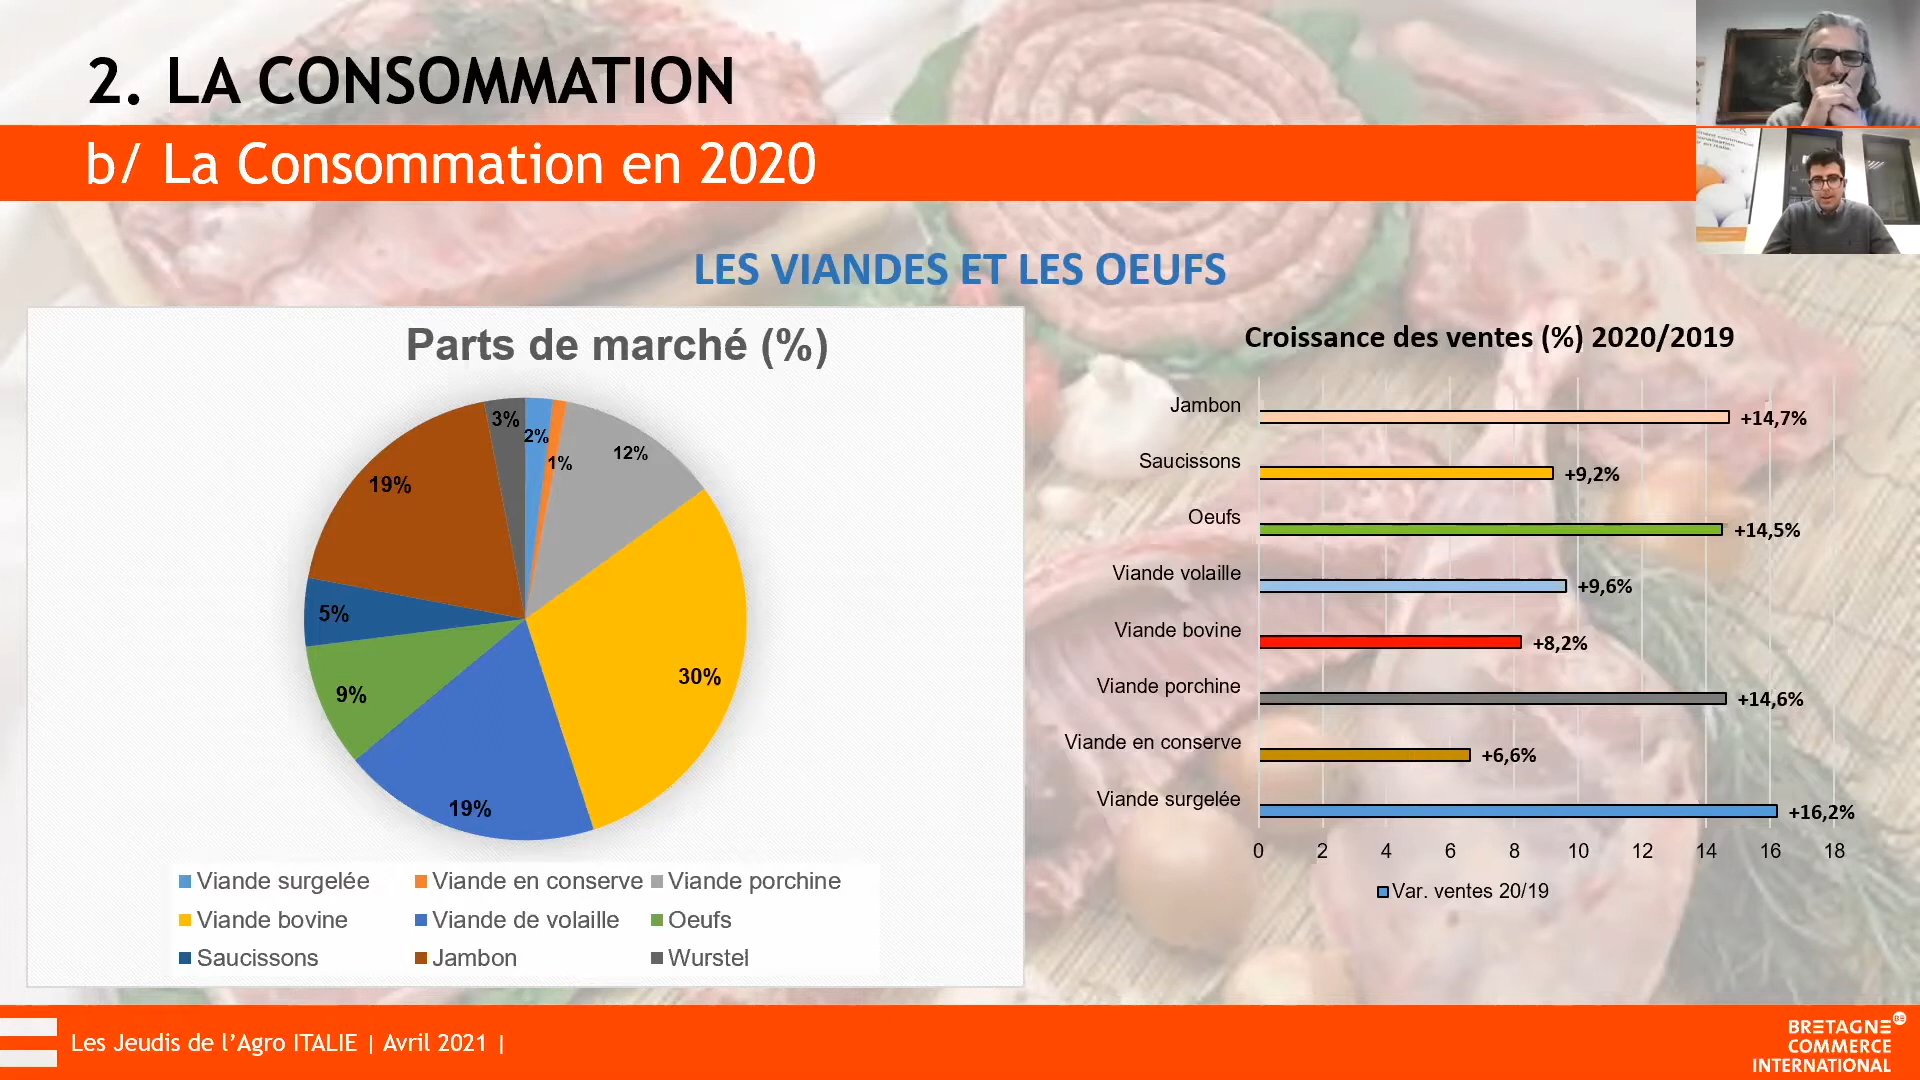 2. LA CONSOMMATION
b/ La Consommation en 2020
LES VIANDES ET LES OEUFS
Parts de marché (%)
3%
2%
1%
12%
19%
5%
30%
9%
19%
Viande surgelée
Viande en conserve
Viande porchine
Viande bovine
Viande de volaille
Oeufs
Saucissons
Jambon
Wurstel
Croissance des ventes (%) 2020/2019
Jambon +14,7%
Saucissons +9,2%
Oeufs +14,5%
Viande volaille +9,6%
Viande bovine +8,2%
Viande porchine +14,6%
Viande en conserve +6,6%
Viande surgelée +16,2%
0 2 4 6 8 10 12 14 16 18
Var. ventes 20/19
Les Jeudis de l'Agro ITALIE | Avril 2021 |
BRETAGNE
COMMERCE
INTERNATIONAL